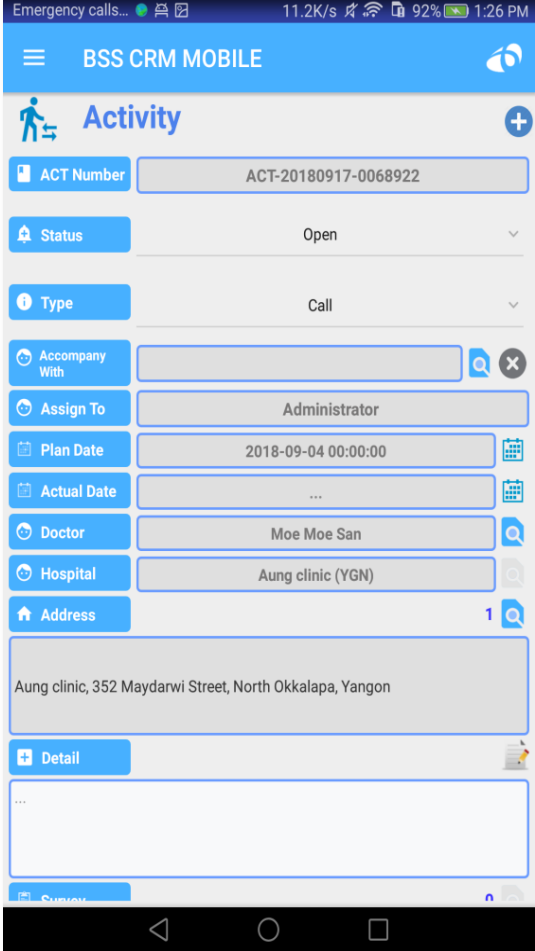 Emergency calls... 11.2K/s 92% 1:26 PM
BSS CRM MOBILE
Activity
ACT Number ACT-20180917-0068922
Status Open
Type Call
Accompany
With
Assign To Administrator
Plan Date 2018-09-04 00:00:00
Actual Date ...
Doctor Moe Moe San
Hospital Aung clinic (YGN)
Address 1
Aung clinic, 352 Maydarwi Street, North Okkalapa, Yangon
Detail
...
Survey 0